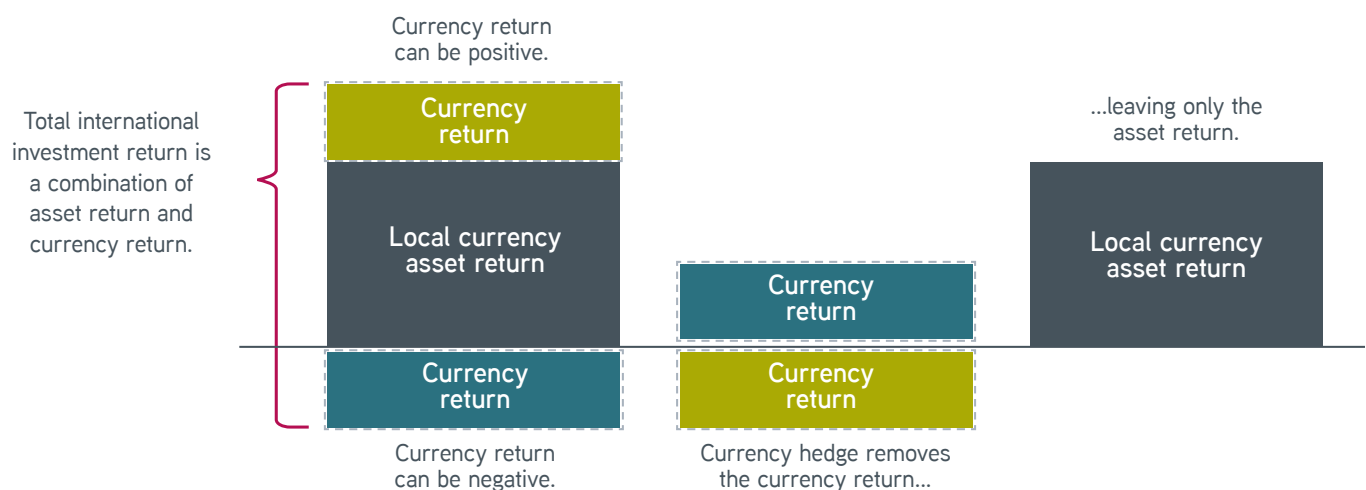 Currency return
can be positive.
Total international
investment return is
a combination of
asset return and
currency return.
Currency
return
Local currency
asset return
Currency
return
Currency return
can be negative.
Currency
return
Currency
return
Currency hedge removes
the currency return...
...leaving only the
asset return.
Local currency
asset return